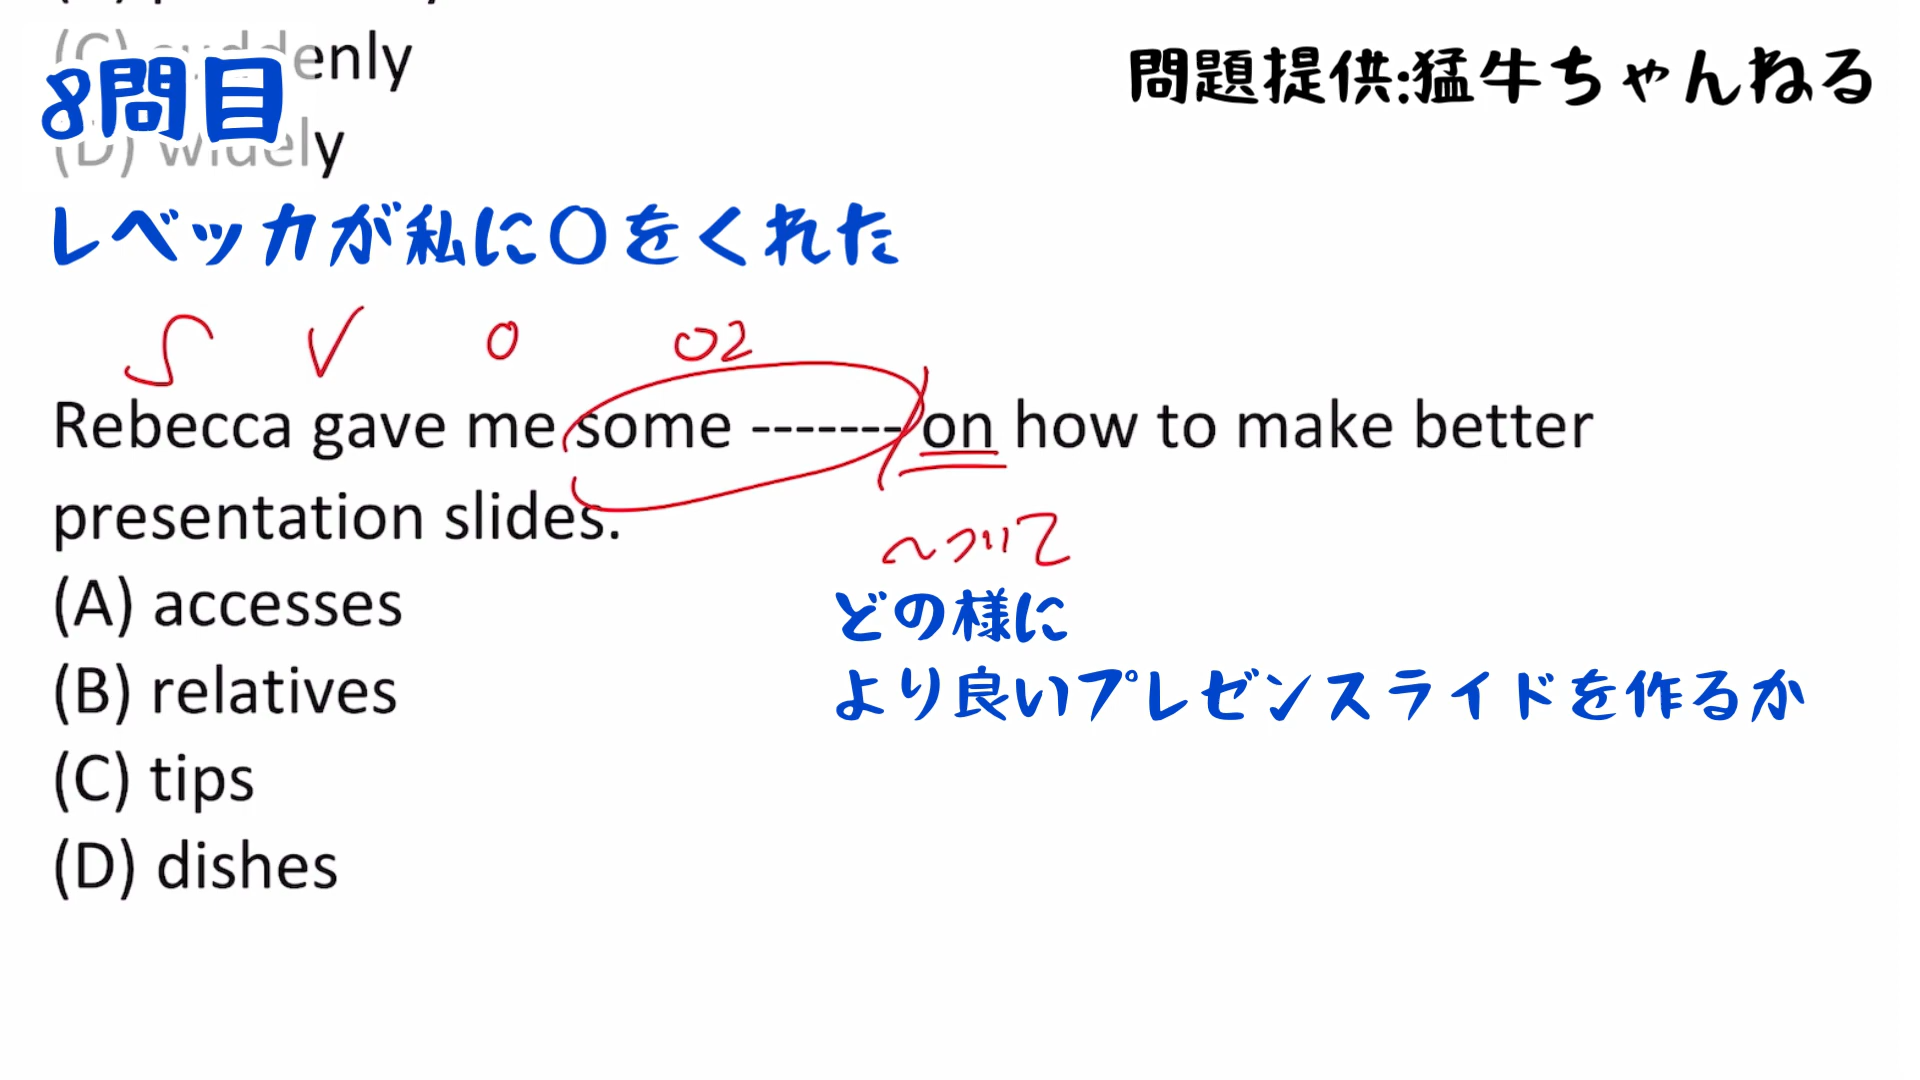 enly
8問目
問題提供:猛牛ちゃんねる
(D) widely
レベッカが私に〇をくれた
S V O O2
Rebecca gave me some ------- on how to make better
presentation slides.
〜ついて
(A) accesses
どの様に
(B) relatives
より良いプレゼンスライドを作るか
(C) tips
(D) dishes